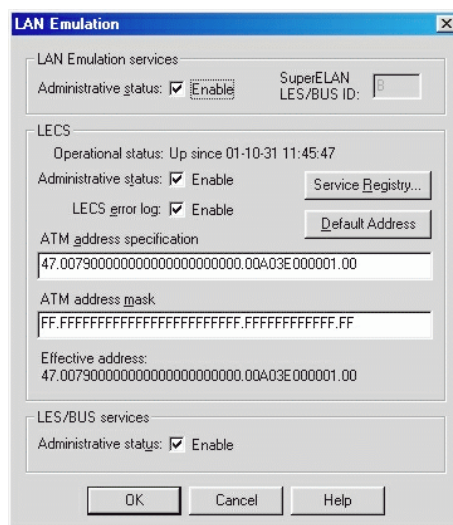 LAN Emulation
LAN Emulation services
Administrative status: Enable
SuperELAN
LES/BUS ID: B
LECS
Operational status: Up since 01-10-31 11:45:47
Administrative status: Enable
Service Registry...
LECS error log: Enable
Default Address
ATM address specification
47.00790000000000000000000000.00A03E000001.00
ATM address mask
FF.FFFFFFFFFFFFFFFFFFFFFFFF.FFFFFFFFFFFF.FF
Effective address:
47.00790000000000000000000000.00A03E000001.00
LES/BUS services
Administrative status: Enable
OK
Cancel
Help